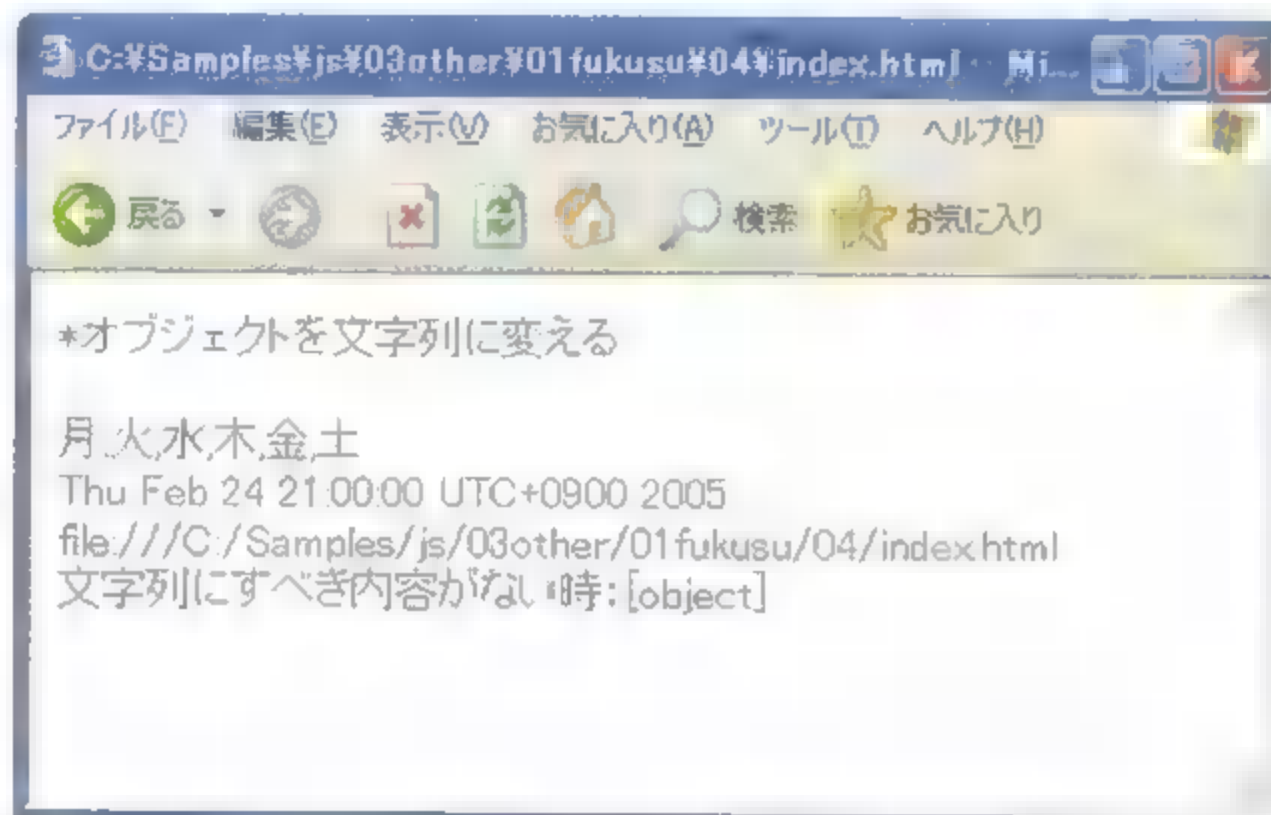 C:¥Samples¥js¥03other¥01fukusu¥04¥index.html - Mi...
ファイル(F) 編集(E) 表示(V) お気に入り(A) ツール(T) ヘルプ(H)
戻る 検索 お気に入り
*オブジェクトを文字列に変える
月,火,水,木,金,土
Thu Feb 24 21:00:00 UTC+0900 2005
file:///C:/Samples/js/03other/01fukusu/04/index.html
文字列にすべき内容がない時:[object]